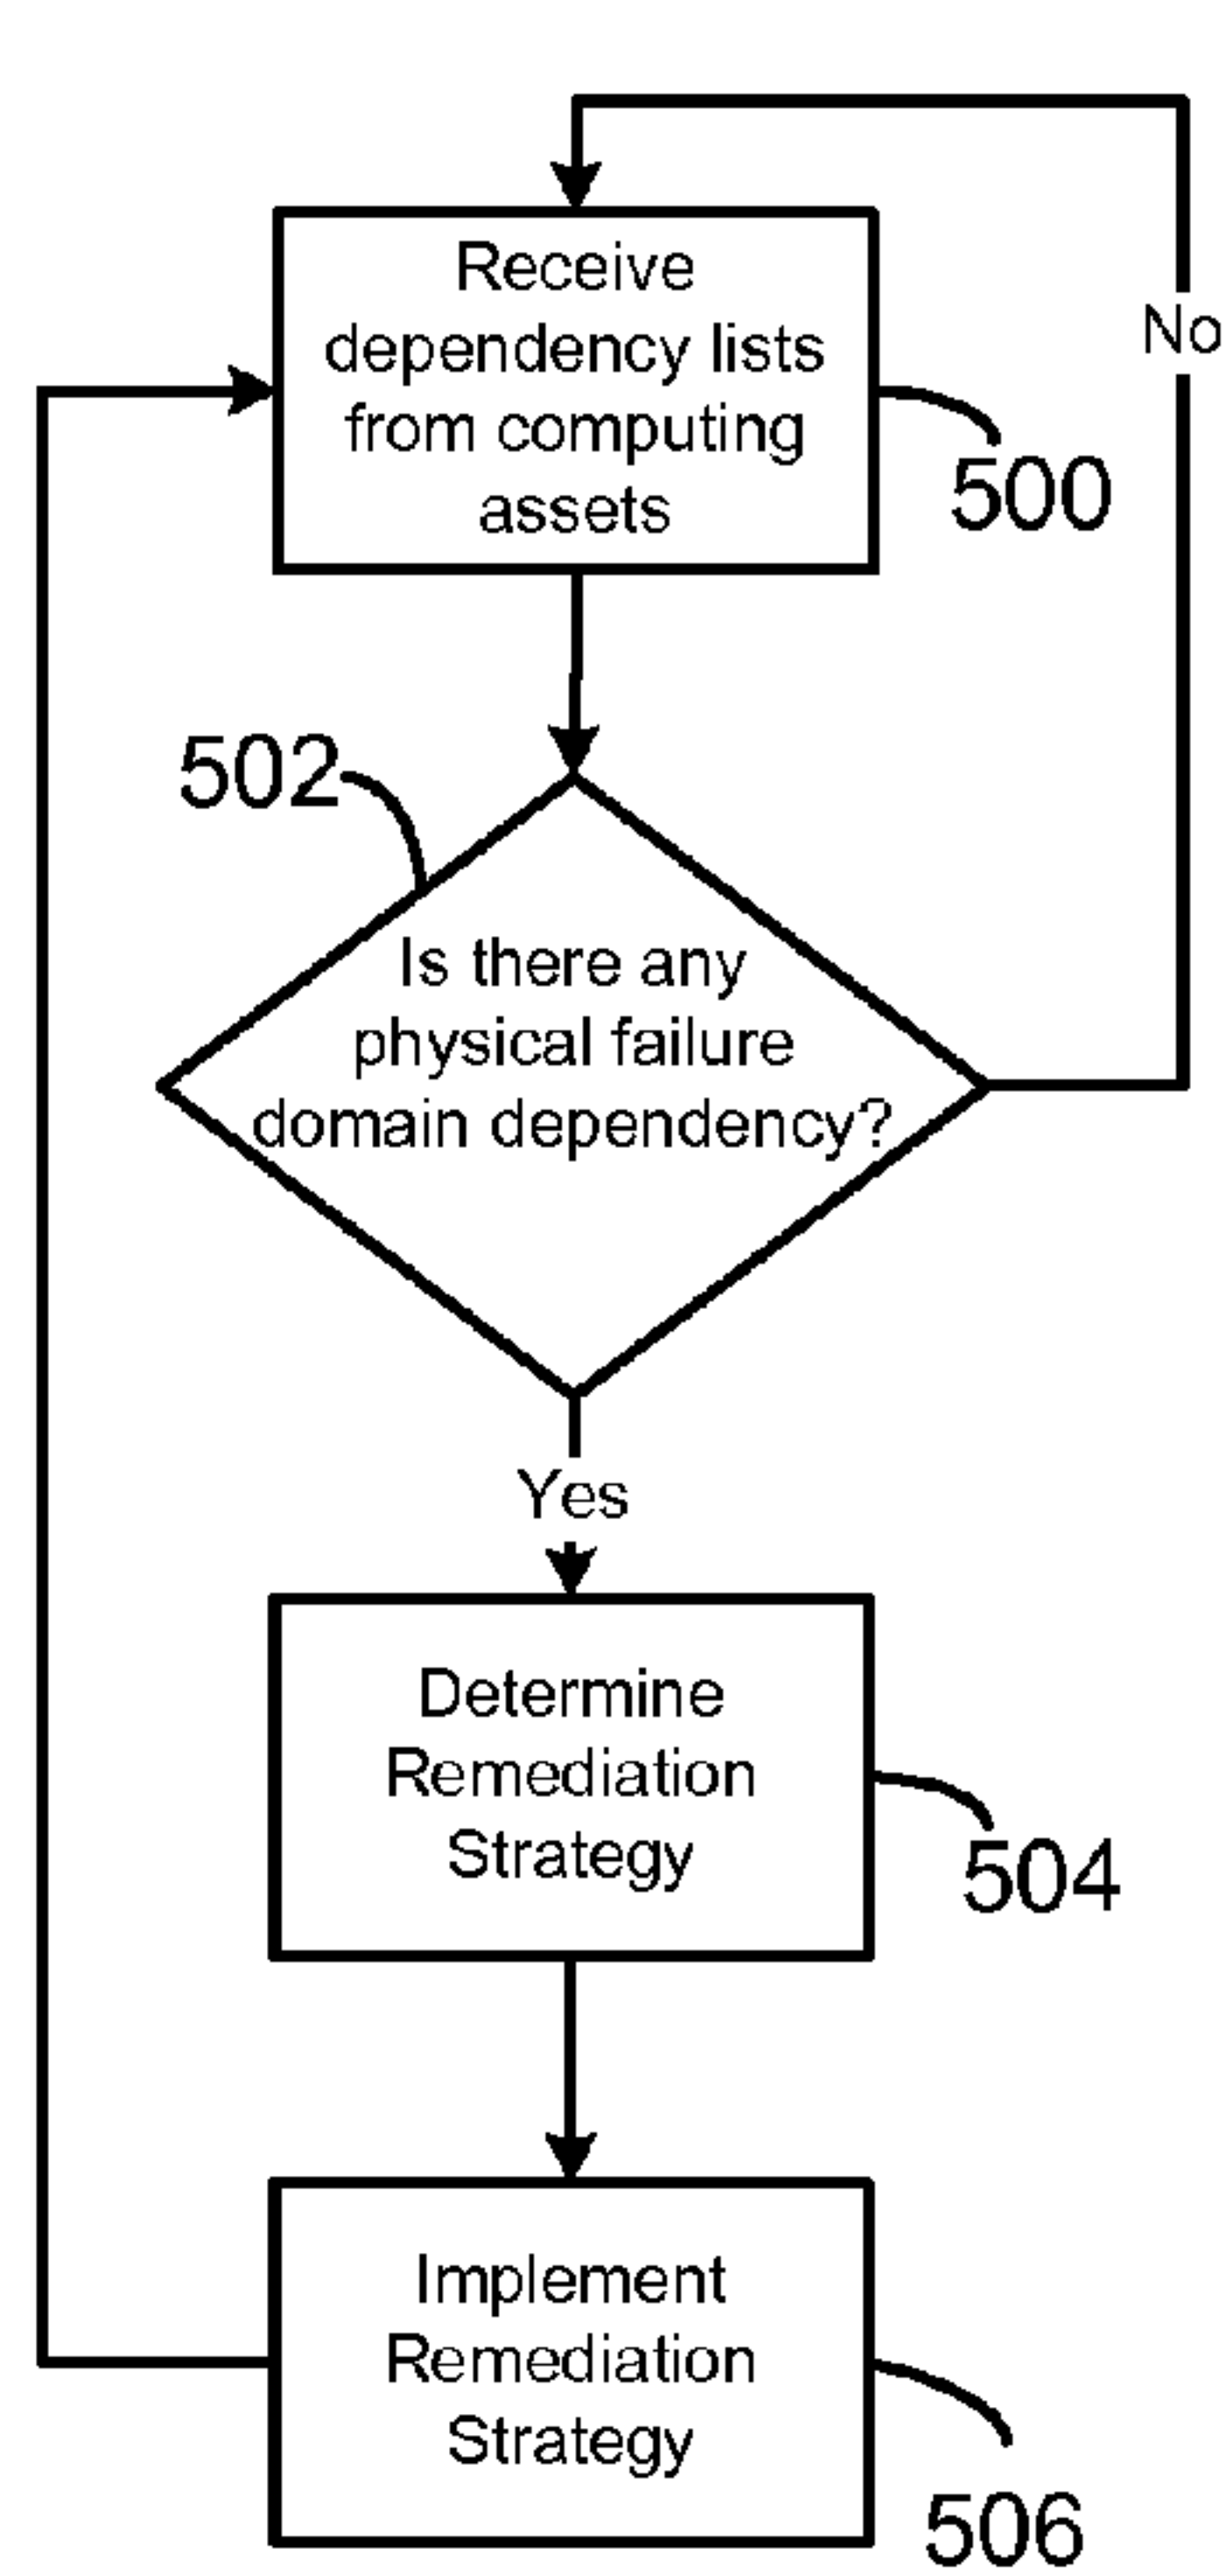 Receive
dependency lists
from computing
assets
No
500
502
Is there any
physical failure
domain dependency?
Yes
Determine
Remediation
Strategy
504
Implement
Remediation
Strategy
506